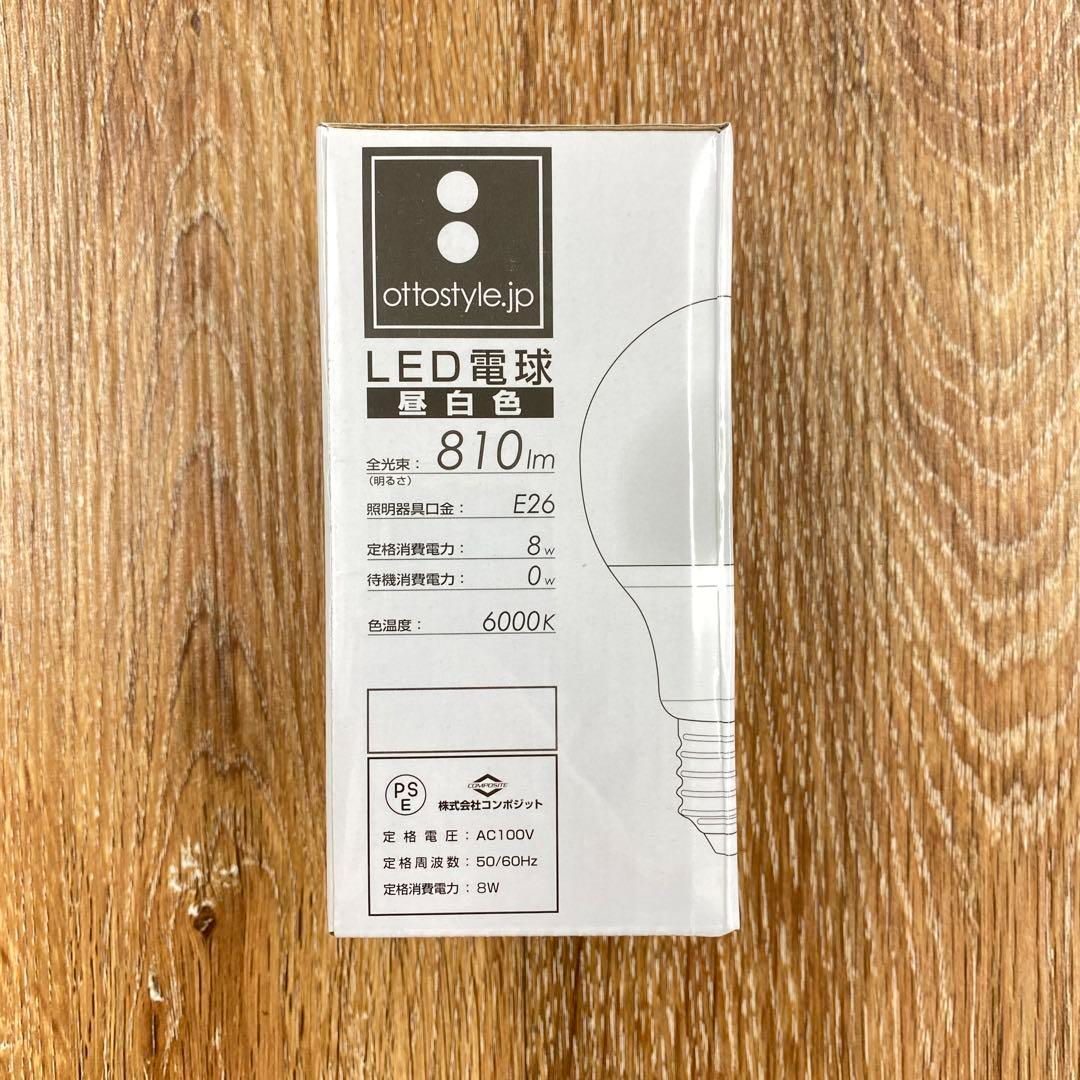 ottostyle.jp
LED電球
昼白色
全光束： 810lm
（明るさ）
照明器具口金： E26
定格消費電力： 8w
待機消費電力： 0w
色温度： 6000K
PS
E
COMPOSITE
株式会社コンポジット
定格電圧：AC100V
定格周波数：50/60Hz
定格消費電力：8W